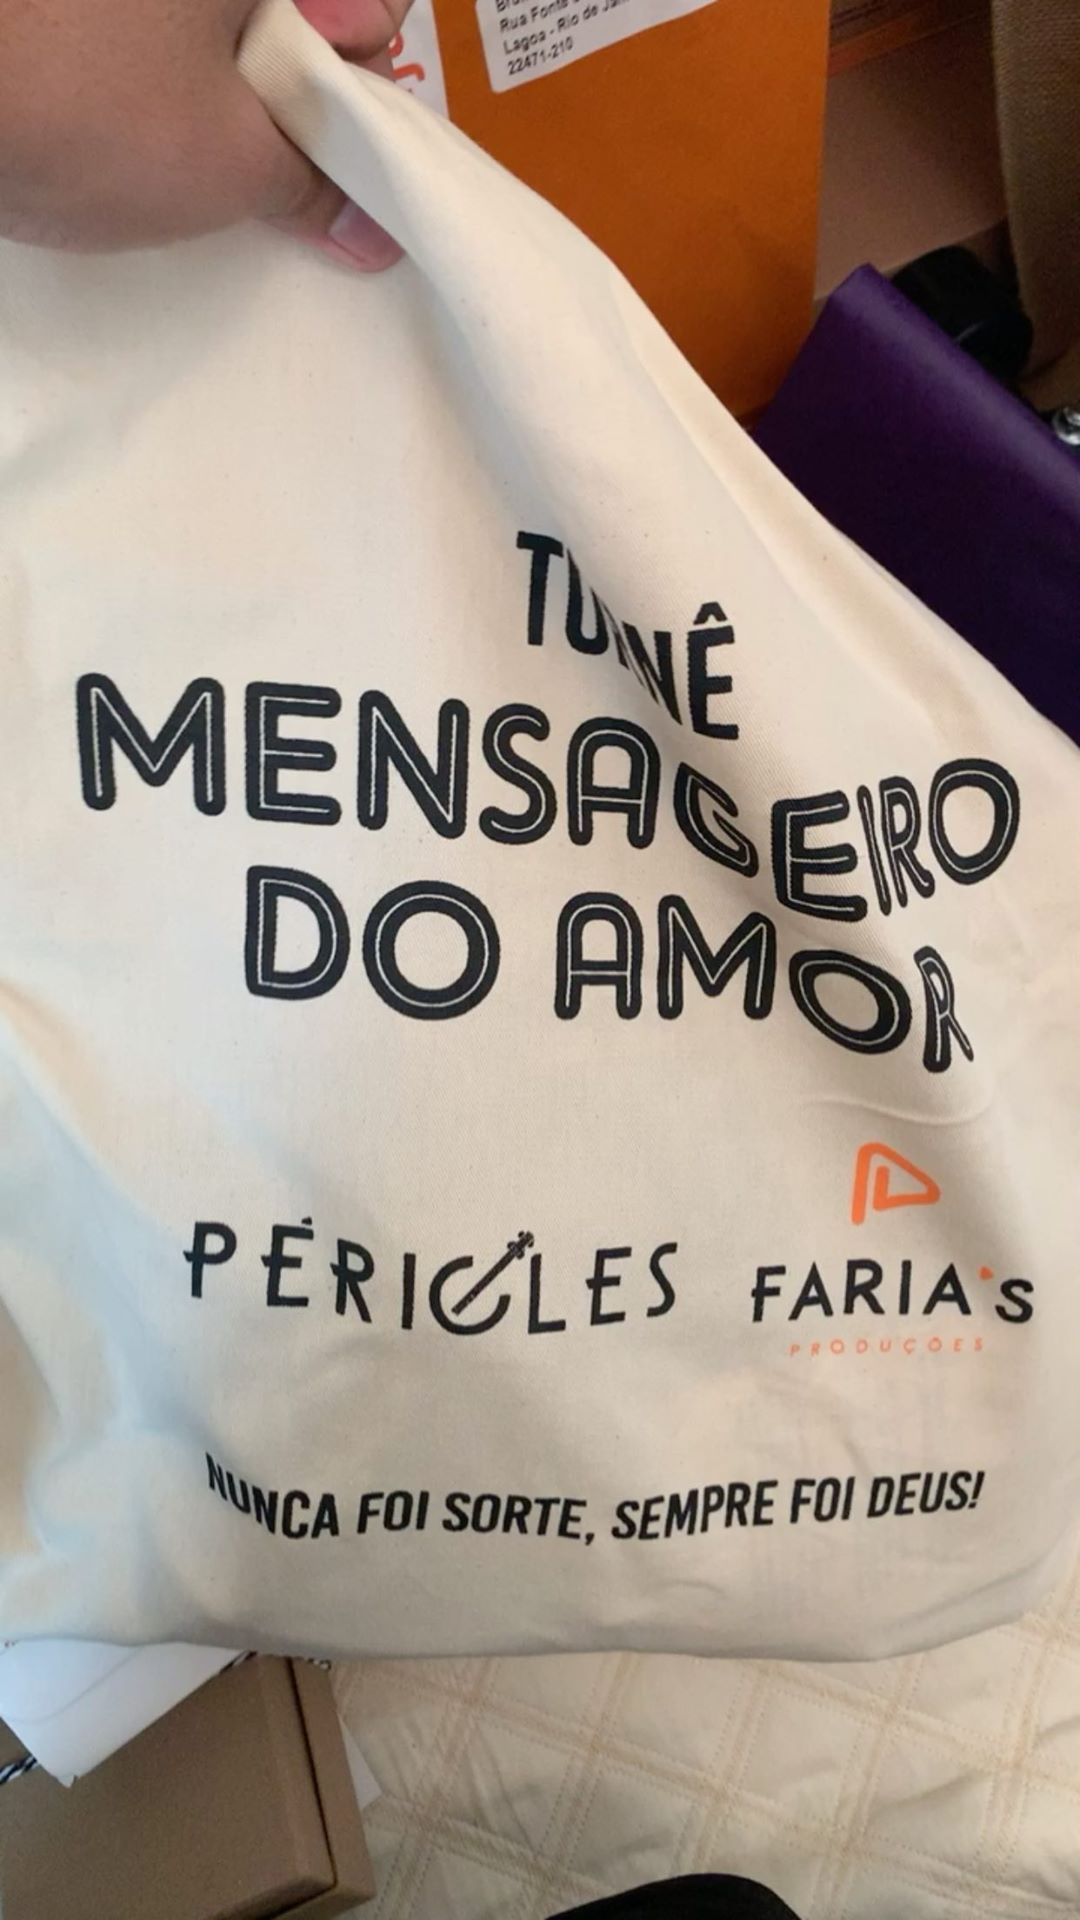 Rua Fonte
Lagoa - Rio de
22471-210
TURNÊ
MENSAGEIRO
DO AMOR
PÉRICLES
FARIA'S
PRODUÇÕES
NUNCA FOI SORTE, SEMPRE FOI DEUS!